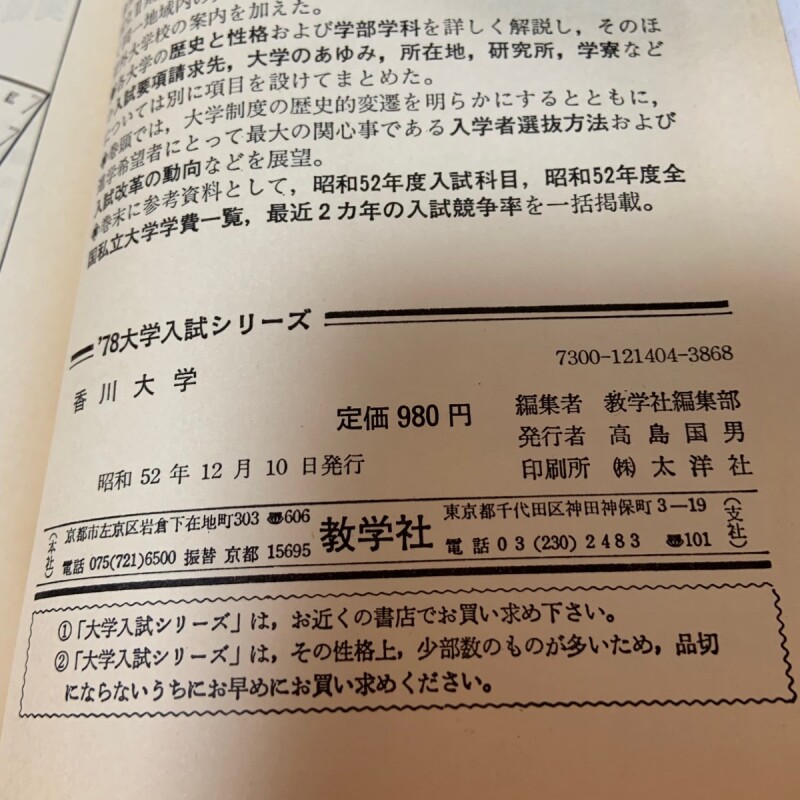 一地域内の
各大学校の案内を加えた。
各大学の歴史と性格および学部学科を詳しく解説し，そのほ
入試要項請求先，大学のあゆみ，所在地，研究所，学寮など
については別に項目を設けてまとめた。
◆巻頭では，大学制度の歴史的変遷を明らかにするとともに，
進学希望者にとって最大の関心事である入学者選抜方法および
入試改革の動向などを展望。
◆巻末に参考資料として，昭和52年度入試科目，昭和52年度全
国私立大学学費一覧，最近２カ年の入試競争率を一括掲載。
'78大学入試シリーズ
7300-121404-3868
香川大学
定価 980 円
編集者 教学社編集部
発行者 高島国男
昭和 52 年 12 月 10 日発行
印刷所 ㈱ 太洋社
(本社)
京都市左京区岩倉下在地町303 〠606
電話 075(721)6500 振替 京都 15695
教学社
東京都千代田区神田神保町 3－19
電話 03 (230) 2483 〠101
(支社)
①「大学入試シリーズ」は，お近くの書店でお買い求め下さい。
②「大学入試シリーズ」は，その性格上，少部数のものが多いため，品切
にならないうちにお早めにお買い求めください。
E